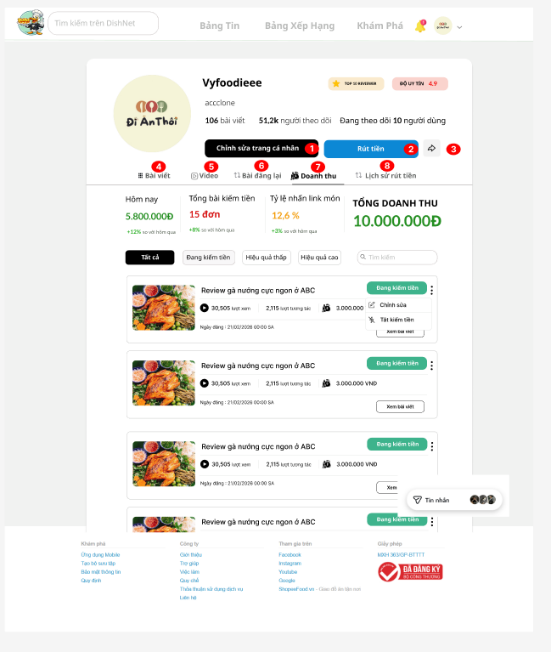 Tìm kiếm trên DishNet
Bảng Tin
Bảng Xếp Hạng
Khám Phá
Vyfoodieee
TOP 10 REVIEWER
ĐỘ UY TÍN 4.9
accclone
106 bài viết
51,2k người theo dõi
Đang theo dõi 10 người dùng
Đi AnThôi
Chỉnh sửa trang cá nhân 1
Rút tiền 2
3
4 5 6 7 8
Bài viết
Video
Bài đăng lại
Doanh thu
Lịch sử rút tiền
Hôm nay
Tổng bài kiếm tiền
Tỷ lệ nhấn link món
TỔNG DOANH THU
5.800.000Đ
15 đơn
12,6 %
10.000.000Đ
+12% so với hôm qua
+8% so với hôm qua
+3% so với hôm qua
Tất cả
Đang kiếm tiền
Hiệu quả thấp
Hiệu quả cao
Tìm kiếm
Review gà nướng cực ngon ở ABC
Đang kiếm tiền
Chỉnh sửa
30,505 lượt xem
2,115 lượt tương tác
3.000.000
Tắt kiếm tiền
Ngày đăng : 21/02/2026 00:00 SA
Xem bài viết
Review gà nướng cực ngon ở ABC
Đang kiếm tiền
30,505 lượt xem
2,115 lượt tương tác
3.000.000 VNĐ
Ngày đăng : 21/02/2026 00:00 SA
Xem bài viết
Review gà nướng cực ngon ở ABC
Đang kiếm tiền
30,505 lượt xem
2,115 lượt tương tác
3.000.000 VNĐ
Ngày đăng : 21/02/2026 00:00 SA
Xem
Tin nhắn
Review gà nướng cực ngon ở ABC
Đang kiếm tiền
Khám phá
Công ty
Tham gia trên
Giấy phép
Ứng dụng Mobile
Giới thiệu
Facebook
Tạo bộ sưu tập
Trợ giúp
Instagram
Bảo mật thông tin
Việc làm
Youtube
ĐÃ ĐĂNG KÝ
BỘ CÔNG THƯƠNG
Quy định
Quy chế
Google
Thỏa thuận sử dụng dịch vụ
Liên hệ